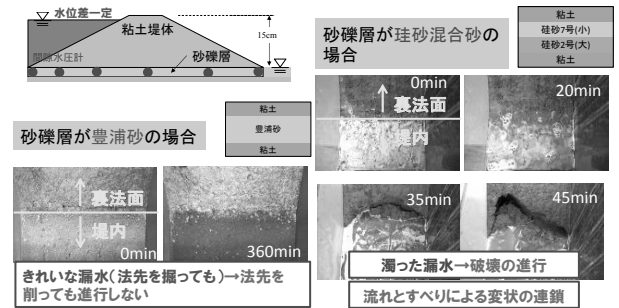 水位差一定
粘土堤体
15cm
間隙水圧計
砂礫層
砂礫層が豊浦砂の場合
粘土
豊浦砂
粘土
裏法面
堤内
0min
360min
きれいな漏水(法先を掘っても)→法先を
削っても進行しない
砂礫層が珪砂混合砂の
場合
粘土
硅砂7号(小)
硅砂2号(大)
粘土
0min
裏法面
堤内
20min
35min
45min
濁った漏水→破壊の進行
流れとすべりによる変状の連鎖